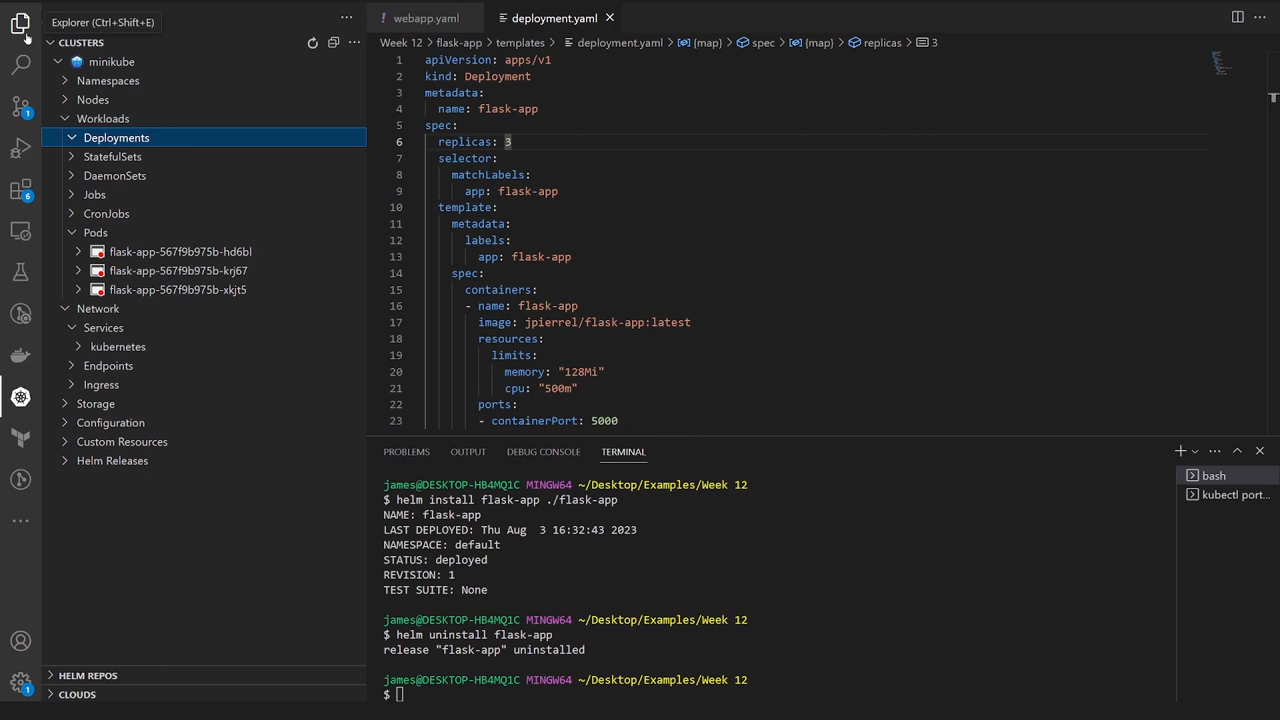 Explorer (Ctrl+Shift+E)
CLUSTERS
minikube
Namespaces
Nodes
Workloads
Deployments
StatefulSets
DaemonSets
Jobs
CronJobs
Pods
flask-app-567f9b975b-hd6bl
flask-app-567f9b975b-krj67
flask-app-567f9b975b-xkjt5
Network
Services
kubernetes
Endpoints
Ingress
Storage
Configuration
Custom Resources
Helm Releases
HELM REPOS
CLOUDS
1
6
1
! webapp.yaml
deployment.yaml
Week 12 > flask-app > templates > deployment.yaml > {map} > spec > {map} > replicas > 3
1 apiVersion: apps/v1
2 kind: Deployment
3 metadata:
4 name: flask-app
5 spec:
6 replicas: 3
7 selector:
8 matchLabels:
9 app: flask-app
10 template:
11 metadata:
12 labels:
13 app: flask-app
14 spec:
15 containers:
16 - name: flask-app
17 image: jpierrel/flask-app:latest
18 resources:
19 limits:
20 memory: "128Mi"
21 cpu: "500m"
22 ports:
23 - containerPort: 5000
PROBLEMS OUTPUT DEBUG CONSOLE TERMINAL
james@DESKTOP-HB4MQ1C MINGW64 ~/Desktop/Examples/Week 12
$ helm install flask-app ./flask-app
NAME: flask-app
LAST DEPLOYED: Thu Aug  3 16:32:43 2023
NAMESPACE: default
STATUS: deployed
REVISION: 1
TEST SUITE: None
james@DESKTOP-HB4MQ1C MINGW64 ~/Desktop/Examples/Week 12
$ helm uninstall flask-app
release "flask-app" uninstalled
james@DESKTOP-HB4MQ1C MINGW64 ~/Desktop/Examples/Week 12
$
bash
kubectl port...